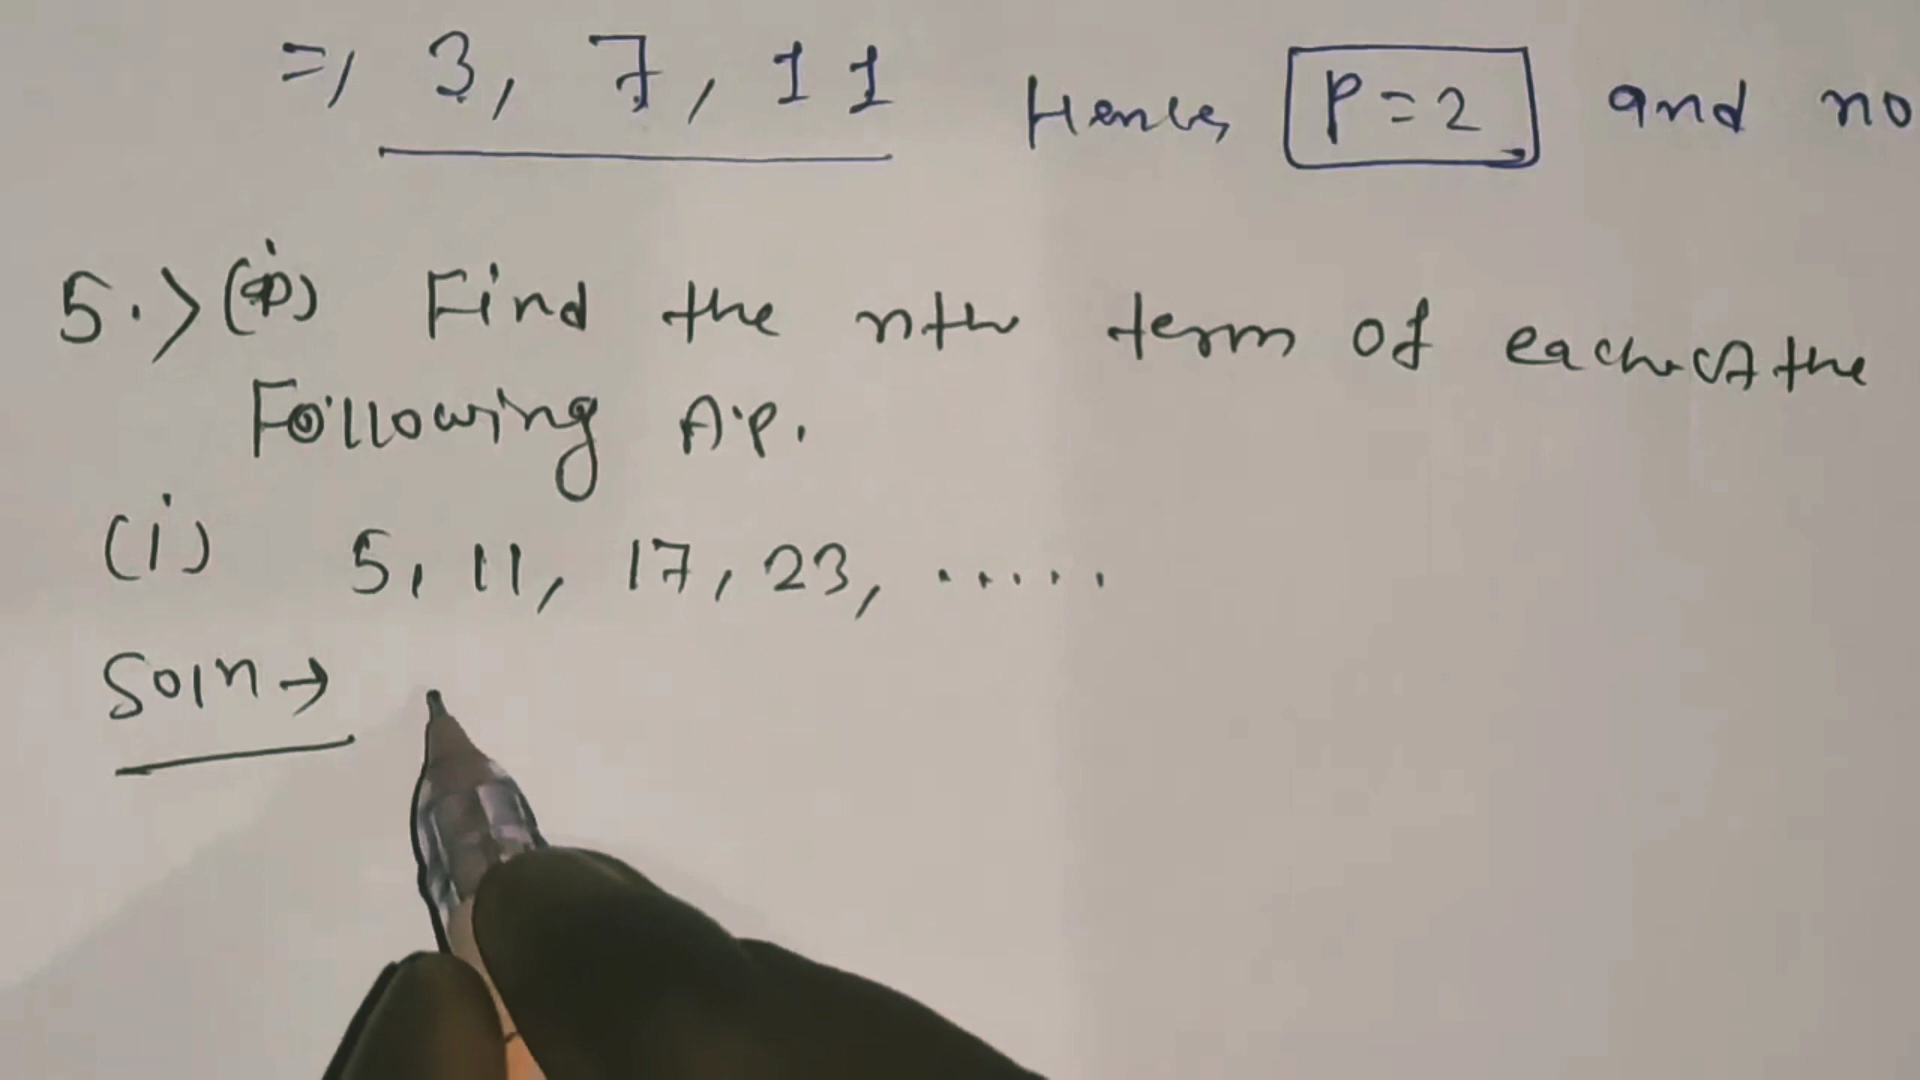 =, 3, 7, 11 Hence, P=2 and no
5.> (i) Find the nth term of each of the
Following A.P.
(i) 5, 11, 17, 23, .....
Soln →